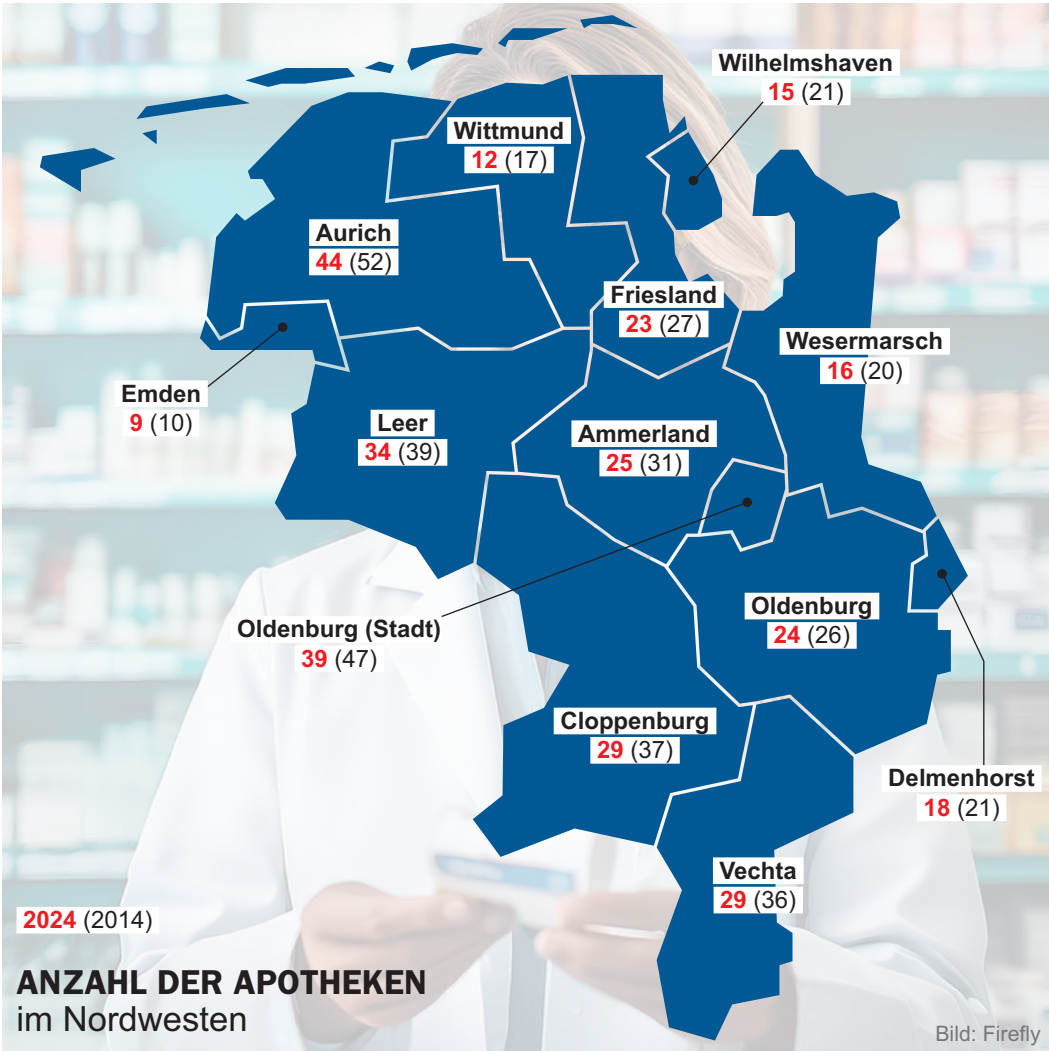 Wilhelmshaven
15 (21)
Wittmund
12 (17)
Aurich
44 (52)
Friesland
23 (27)
Wesermarsch
16 (20)
Emden
9 (10)
Leer
34 (39)
Ammerland
25 (31)
Oldenburg
24 (26)
Oldenburg (Stadt)
39 (47)
Cloppenburg
29 (37)
Delmenhorst
18 (21)
Vechta
29 (36)
2024 (2014)
ANZAHL DER APOTHEKEN
im Nordwesten
Bild: Firefly